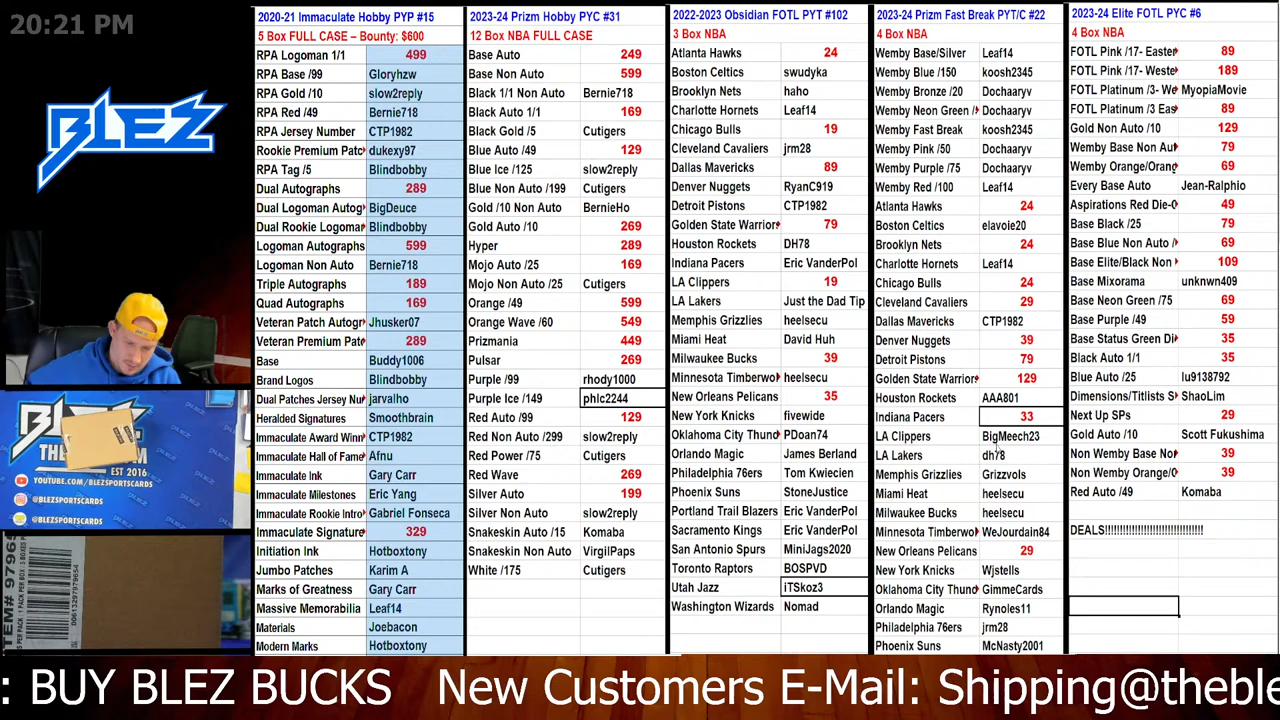 20:21 PM
BLEZ
BLEZ
THE
EST 2016
YOUTUBE.COM/BLEZSPORTSCARDS
@BLEZSPORTSCARDS
@BLEZSPORTSCARDS
ITEM# 97965
2020-21 Immaculate Hobby PYP #15
5 Box FULL CASE – Bounty: $600
RPA Logoman 1/1 499
RPA Base /99 Gloryhzw
RPA Gold /10 slow2reply
RPA Red /49 Bernie718
RPA Jersey Number CTP1982
Rookie Premium Patc dukexy97
RPA Tag /5 Blindbobby
Dual Autographs 289
Dual Logoman Autog BigDeuce
Dual Rookie Logoma Blindbobby
Logoman Autographs 599
Logoman Non Auto Bernie718
Triple Autographs 189
Quad Autographs 169
Veteran Patch Autogr Jhusker07
Veteran Premium Pat 289
Base Buddy1006
Brand Logos Blindbobby
Dual Patches Jersey Nu jarvalho
Heralded Signatures Smoothbrain
Immaculate Award Winn CTP1982
Immaculate Hall of Fame Afnu
Immaculate Ink Gary Carr
Immaculate Milestones Eric Yang
Immaculate Rookie Intro Gabriel Fonseca
Immaculate Signature 329
Initiation Ink Hotboxtony
Jumbo Patches Karim A
Marks of Greatness Gary Carr
Massive Memorabilia Leaf14
Materials Joebacon
Modern Marks Hotboxtony
2023-24 Prizm Hobby PYC #31
12 Box NBA FULL CASE
Base Auto 249
Base Non Auto 599
Black 1/1 Non Auto Bernie718
Black Auto 1/1 169
Black Gold /5 Cutigers
Blue Auto /49 129
Blue Ice /125 slow2reply
Blue Non Auto /199 Cutigers
Gold /10 Non Auto BernieHo
Gold Auto /10 269
Hyper 289
Mojo Auto /25 169
Mojo Non Auto /25 Cutigers
Orange /49 599
Orange Wave /60 549
Prizmania 449
Pulsar 269
Purple /99 rhody1000
Purple Ice /149 phlc2244
Red Auto /99 129
Red Non Auto /299 slow2reply
Red Power /75 Cutigers
Red Wave 269
Silver Auto 199
Silver Non Auto slow2reply
Snakeskin Auto /15 Komaba
Snakeskin Non Auto VirgilPaps
White /175 Cutigers
2022-2023 Obsidian FOTL PYT #102
3 Box NBA
Atlanta Hawks 24
Boston Celtics swudyka
Brooklyn Nets haho
Charlotte Hornets Leaf14
Chicago Bulls 19
Cleveland Cavaliers jrm28
Dallas Mavericks 89
Denver Nuggets RyanC919
Detroit Pistons CTP1982
Golden State Warrior 79
Houston Rockets DH78
Indiana Pacers Eric VanderPol
LA Clippers 19
LA Lakers Just the Dad Tip
Memphis Grizzlies heelsecu
Miami Heat David Huh
Milwaukee Bucks 39
Minnesota Timberwo heelsecu
New Orleans Pelicans 35
New York Knicks fivewide
Oklahoma City Thund PDoan74
Orlando Magic James Berland
Philadelphia 76ers Tom Kwiecien
Phoenix Suns StoneJustice
Portland Trail Blazers Eric VanderPol
Sacramento Kings Eric VanderPol
San Antonio Spurs MiniJags2020
Toronto Raptors BOSPVD
Utah Jazz iTSkoz3
Washington Wizards Nomad
2023-24 Prizm Fast Break PYT/C #22
4 Box NBA
Wemby Base/Silver Leaf14
Wemby Blue /150 koosh2345
Wemby Bronze /20 Dochaaryv
Wemby Neon Green / Dochaaryv
Wemby Fast Break koosh2345
Wemby Pink /50 Dochaaryv
Wemby Purple /75 Dochaaryv
Wemby Red /100 Leaf14
Atlanta Hawks 24
Boston Celtics elavoie20
Brooklyn Nets 24
Charlotte Hornets Leaf14
Chicago Bulls 24
Cleveland Cavaliers 29
Dallas Mavericks CTP1982
Denver Nuggets 39
Detroit Pistons 79
Golden State Warrior 129
Houston Rockets AAA801
Indiana Pacers 33
LA Clippers BigMeech23
LA Lakers dh78
Memphis Grizzlies Grizzvols
Miami Heat heelsecu
Milwaukee Bucks heelsecu
Minnesota Timberwo WeJourdain84
New Orleans Pelicans 29
New York Knicks Wjstells
Oklahoma City Thund GimmeCards
Orlando Magic Rynoles11
Philadelphia 76ers jrm28
Phoenix Suns McNasty2001
2023-24 Elite FOTL PYC #6
4 Box NBA
FOTL Pink /17- Easter 89
FOTL Pink /17- Weste 189
FOTL Platinum /3- We MyopiaMovie
FOTL Platinum /3 Eas 89
Gold Non Auto /10 129
Wemby Base Non Au 79
Wemby Orange/Orang 69
Every Base Auto Jean-Ralphio
Aspirations Red Die-C 49
Base Black /25 79
Base Blue Non Auto / 69
Base Elite/Black Non 109
Base Mixorama unknwn409
Base Neon Green /75 69
Base Purple /49 59
Base Status Green Di 35
Black Auto 1/1 35
Blue Auto /25 lu9138792
Dimensions/Titlists S ShaoLim
Next Up SPs 29
Gold Auto /10 Scott Fukushima
Non Wemby Base Non 39
Non Wemby Orange/O 39
Red Auto /49 Komaba
DEALS!!!!!!!!!!!!!!!!!!!!!!!!!!!!!!!!!
: BUY BLEZ BUCKS New Customers E-Mail: Shipping@theble